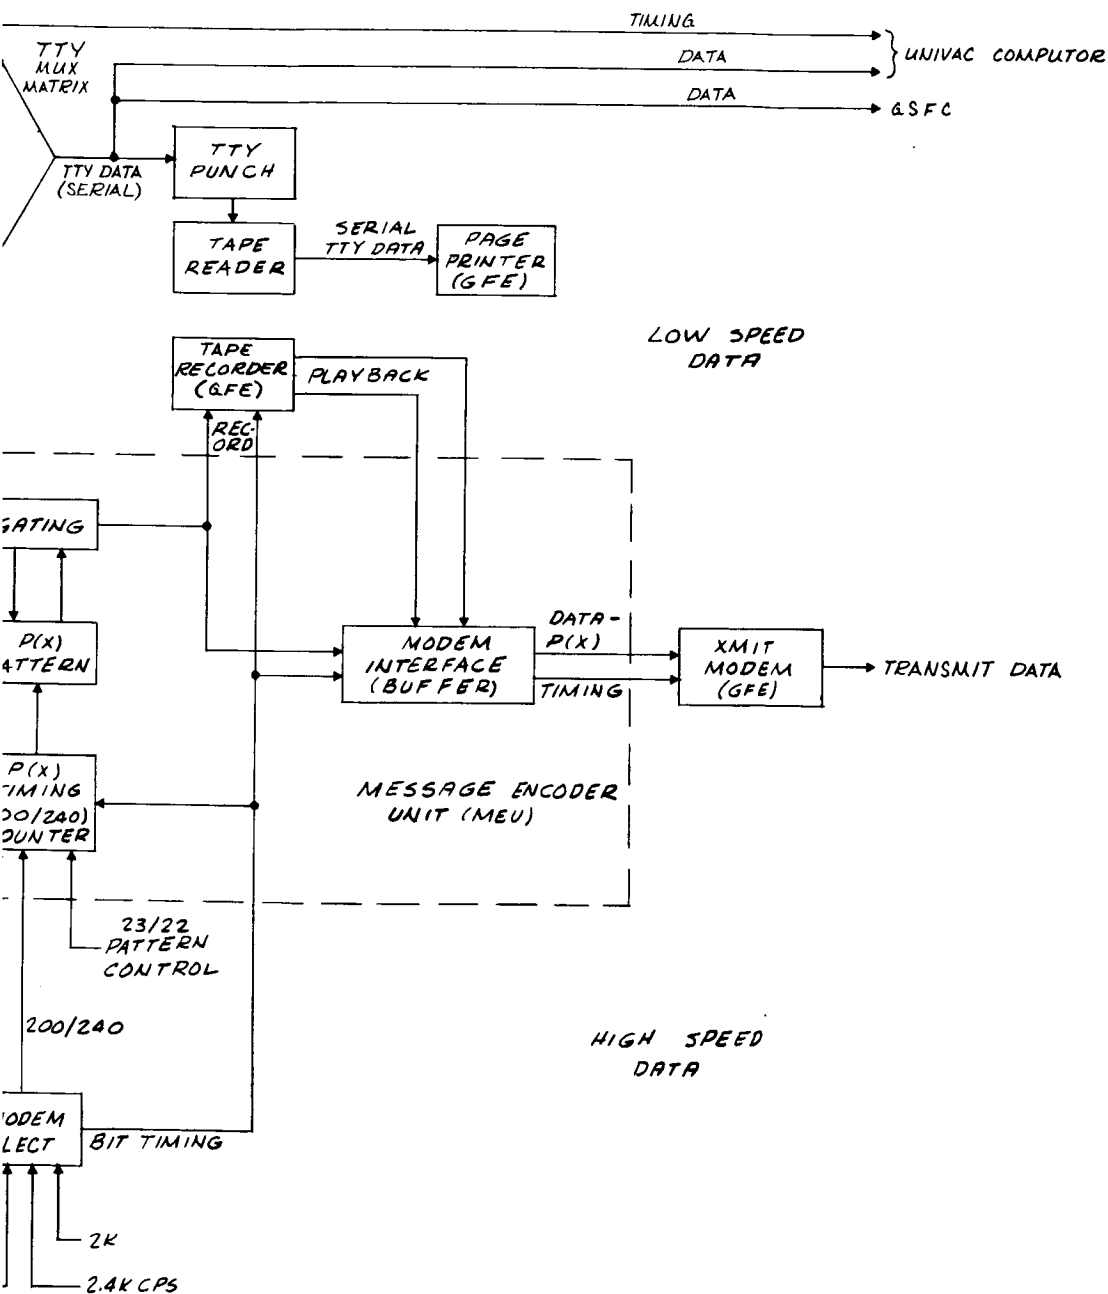 TIMING
TTY
MUX
MATRIX
DATA
UNIVAC COMPUTOR
DATA
GSFC
TTY DATA
(SERIAL)
TTY
PUNCH
TAPE
READER
SERIAL
TTY DATA
PAGE
PRINTER
(GFE)
LOW SPEED
DATA
TAPE
RECORDER
(GFE)
PLAYBACK
REC-
ORD
GATING
P(X)
ATTERN
MODEM
INTERFACE
(BUFFER)
DATA-
P(X)
TIMING
XMIT
MODEM
(GFE)
TRANSMIT DATA
P(X)
TIMING
00/240)
OUNTER
MESSAGE ENCODER
UNIT (MEU)
23/22
PATTERN
CONTROL
200/240
HIGH SPEED
DATA
ODEM
LECT
BIT TIMING
2K
2.4K CPS